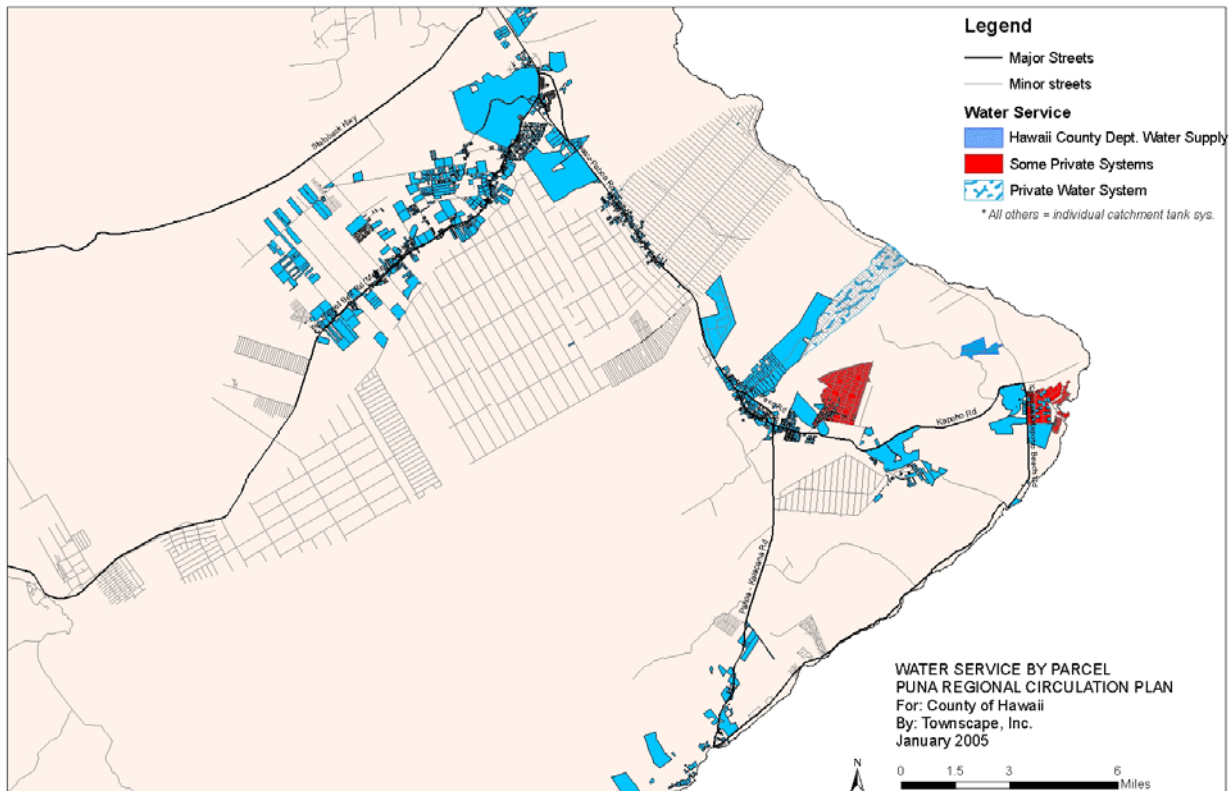 Legend
Major Streets
Minor streets
Water Service
Hawaii County Dept. Water Supply
Some Private Systems
Private Water System
* All others = individual catchment tank sys.
Stainback Hwy
Kapoho Rd
Pahoa - Kalapana Rd
WATER SERVICE BY PARCEL
PUNA REGIONAL CIRCULATION PLAN
For: County of Hawaii
By: Townscape, Inc.
January 2005
N
0 1.5 3 6
Miles